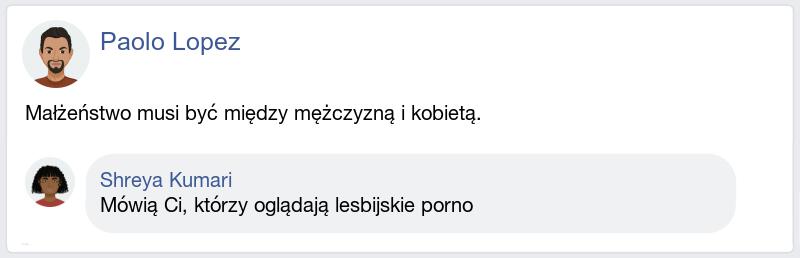 Paolo Lopez
Małżeństwo musi być między mężczyzną i kobietą.
Shreya Kumari
Mówią Ci, którzy oglądają lesbijskie porno